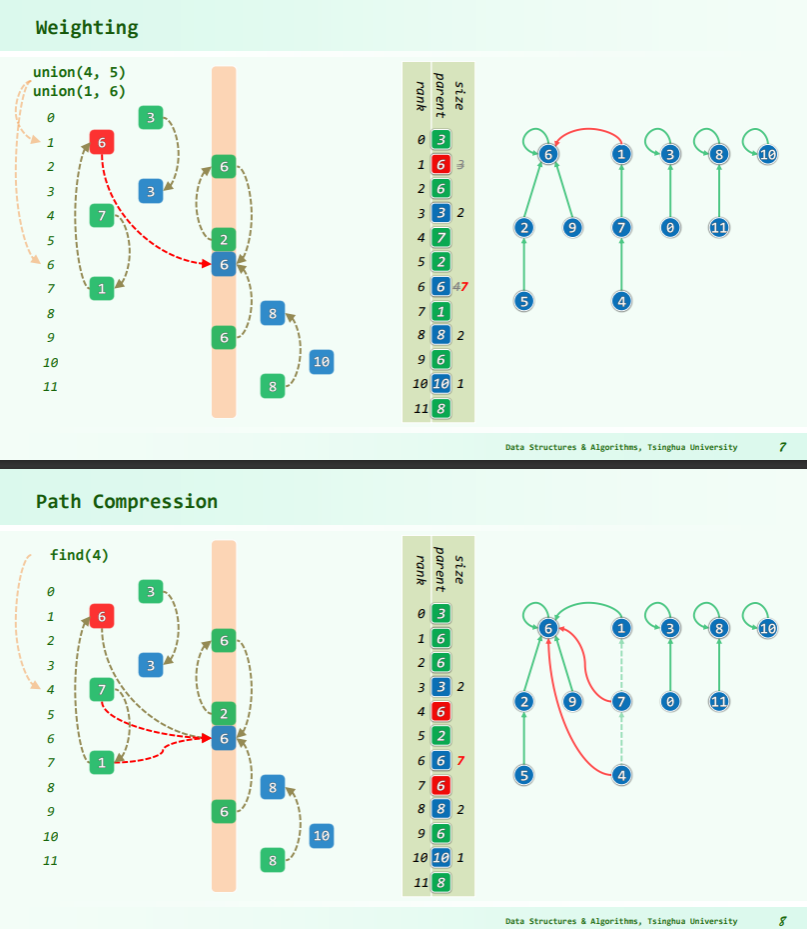 Weighting
union(4, 5)
union(1, 6)
rank parent size
0 3
0 3
1 6
1 6 3
2 6
2 6
3 3
3 3 2
4 7
4 7
5 2
5 2
6 6
6 6 4 7
7 1
7 1
8 8
8 8 2
9 6
9 6
10 10
10 10 1
11 8
11 8
6 1 3 8 10
2 9 7 0 11
5 4
Data Structures & Algorithms, Tsinghua University 7
Path Compression
find(4)
rank parent size
0 3
0 3
1 6
1 6
2 6
2 6
3 3
3 3 2
4 7
4 6
5 2
5 2
6 6
6 6 7
7 1
7 6
8 8
8 8 2
9 6
9 6
10 10
10 10 1
11 8
11 8
6 1 3 8 10
2 9 7 0 11
5 4
Data Structures & Algorithms, Tsinghua University 8